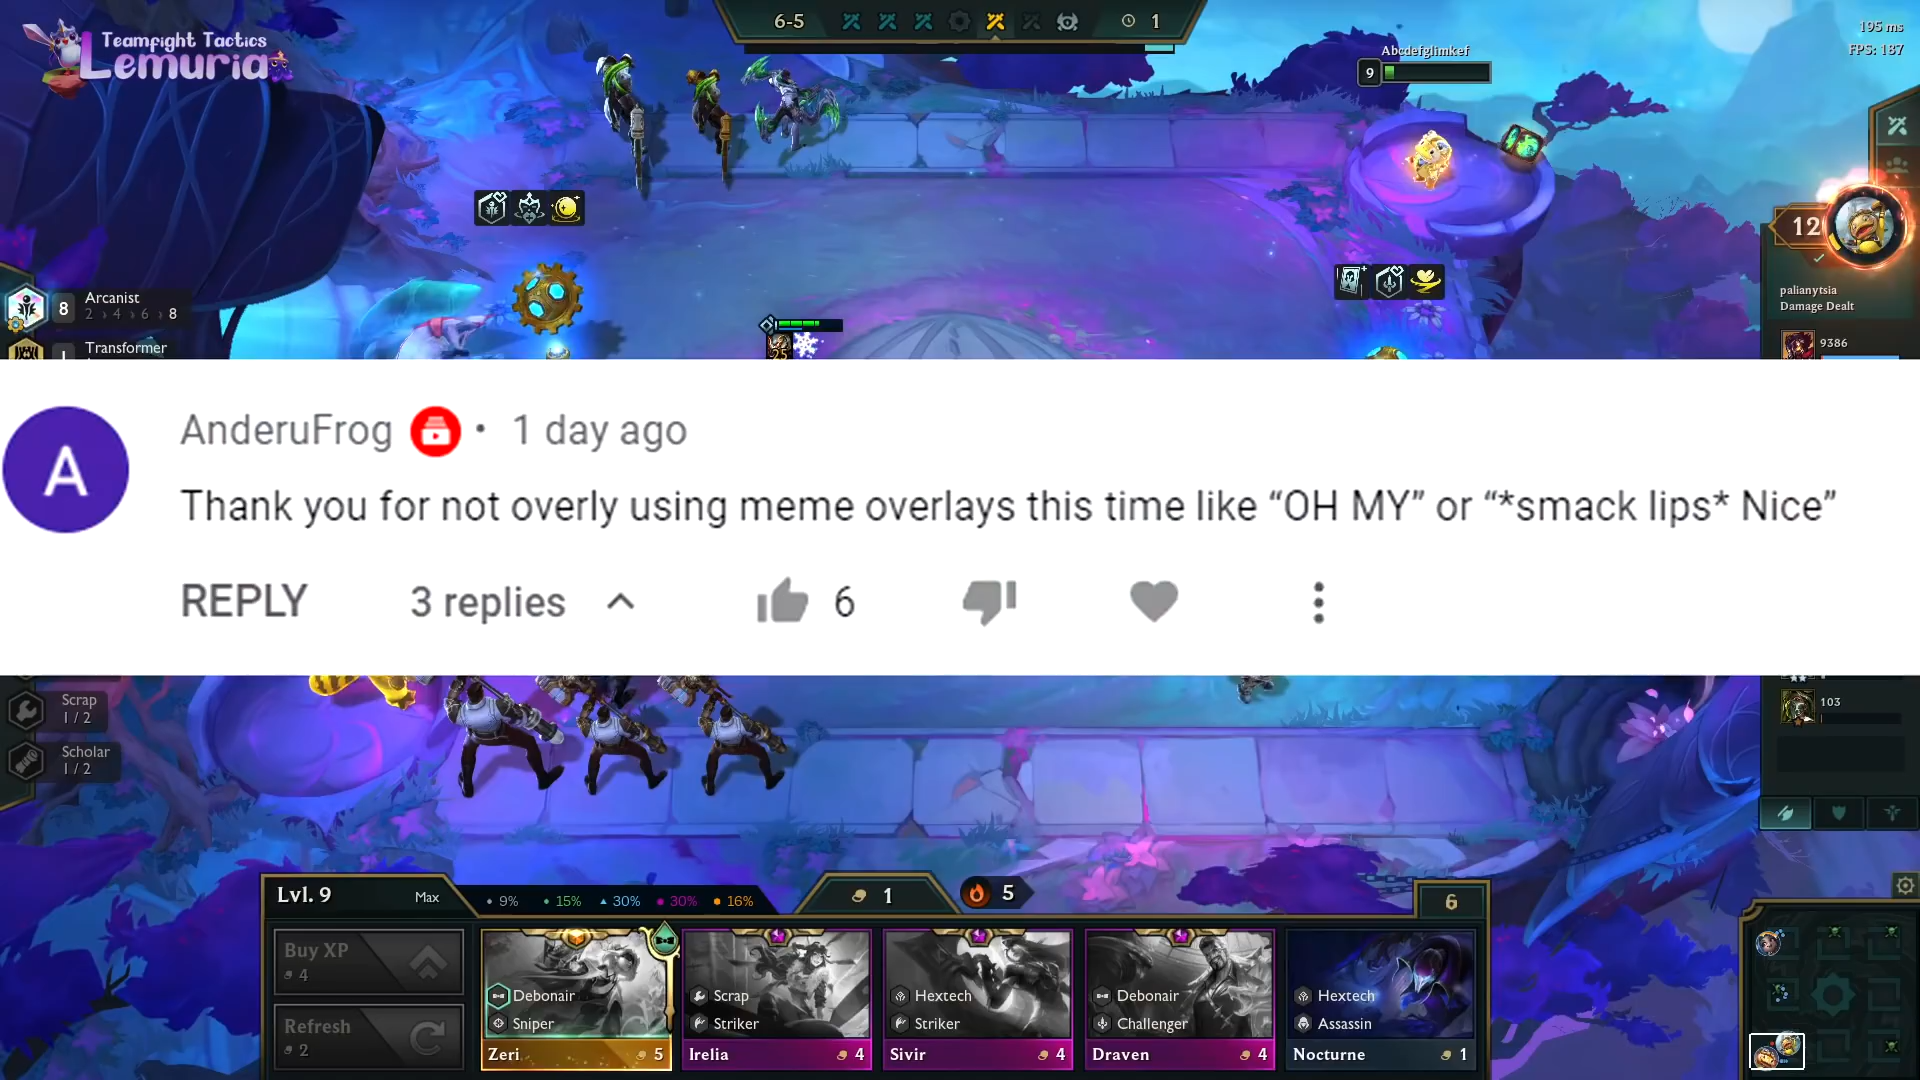 6-5
1
195 ms
FPS: 187
Teamfight Tactics
Lemuria
Abcdefglimkef
9
12
palianytsia
Damage Dealt
9386
8
Arcanist
2 › 4 › 6 › 8
Transformer
25
A
AnderuFrog • 1 day ago
Thank you for not overly using meme overlays this time like “OH MY” or “*smack lips* Nice”
REPLY
3 replies
6
Scrap
1 / 2
Scholar
1 / 2
103
Lvl. 9
Max
9% 15% 30% 30% 16%
1
5
6
Buy XP
4
Refresh
2
Debonair
Sniper
Zeri 5
Scrap
Striker
Irelia 4
Hextech
Striker
Sivir 4
Debonair
Challenger
Draven 4
Hextech
Assassin
Nocturne 1